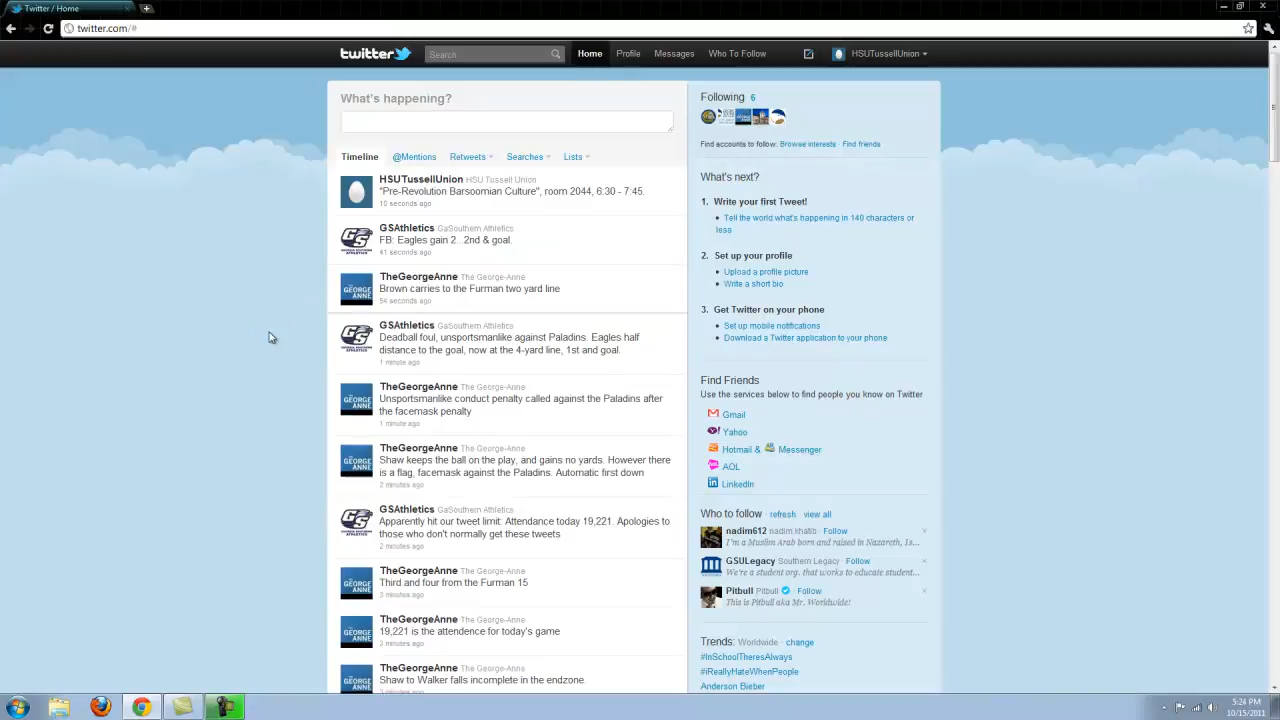 Twitter / Home
twitter.com/#
twitter
Search
Home
Profile
Messages
Who To Follow
HSUTussellUnion
What's happening?
Timeline
@Mentions
Retweets
Searches
Lists
HSUTussellUnion HSU Tussell Union
"Pre-Revolution Barsoomian Culture", room 2044, 6:30 - 7:45.
10 seconds ago
GSAthletics GaSouthern Athletics
FB: Eagles gain 2...2nd & goal.
41 seconds ago
TheGeorgeAnne The George-Anne
Brown carries to the Furman two yard line
54 seconds ago
GSAthletics GaSouthern Athletics
Deadball foul, unsportsmanlike against Paladins. Eagles half
distance to the goal, now at the 4-yard line, 1st and goal.
1 minute ago
TheGeorgeAnne The George-Anne
Unsportsmanlike conduct penalty called against the Paladins after
the facemask penalty
1 minute ago
TheGeorgeAnne The George-Anne
Shaw keeps the ball on the play, and gains no yards. However there
is a flag, facemask against the Paladins. Automatic first down
2 minutes ago
GSAthletics GaSouthern Athletics
Apparently hit our tweet limit: Attendance today 19,221. Apologies to
those who don't normally get these tweets
2 minutes ago
TheGeorgeAnne The George-Anne
Third and four from the Furman 15
3 minutes ago
TheGeorgeAnne The George-Anne
19,221 is the attendence for today's game
3 minutes ago
TheGeorgeAnne The George-Anne
Shaw to Walker falls incomplete in the endzone.
3 minutes ago
Following 6
Find accounts to follow: Browse interests · Find friends
What's next?
1. Write your first Tweet!
• Tell the world what's happening in 140 characters or
less
2. Set up your profile
• Upload a profile picture
• Write a short bio
3. Get Twitter on your phone
• Set up mobile notifications
• Download a Twitter application to your phone
Find Friends
Use the services below to find people you know on Twitter
Gmail
Yahoo
Hotmail & Messenger
AOL
LinkedIn
Who to follow · refresh · view all
nadim612 nadim khatib · Follow
I'm a Muslim Arab born and raised in Nazareth, Is...
GSULegacy Southern Legacy · Follow
We're a student org. that works to educate student...
Pitbull Pitbull · Follow
This is Pitbull aka Mr. Worldwide!
Trends: Worldwide · change
#InSchoolTheresAlways
#iReallyHateWhenPeople
Anderson Bieber
5:24 PM
10/15/2011